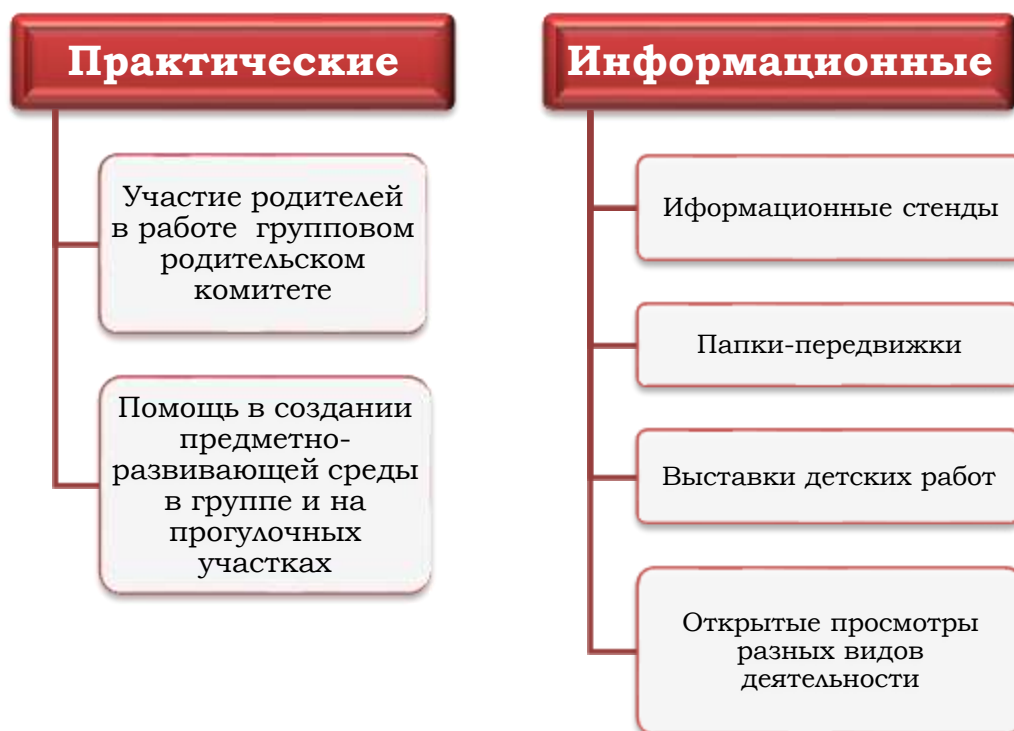 Практические
Участие родителей
в работе групповом
родительском
комитете
Помощь в создании
предметно-
развивающей среды
в группе и на
прогулочных
участках
Информационные
Иформационные стенды
Папки-передвижки
Выставки детских работ
Открытые просмотры
разных видов
деятельности